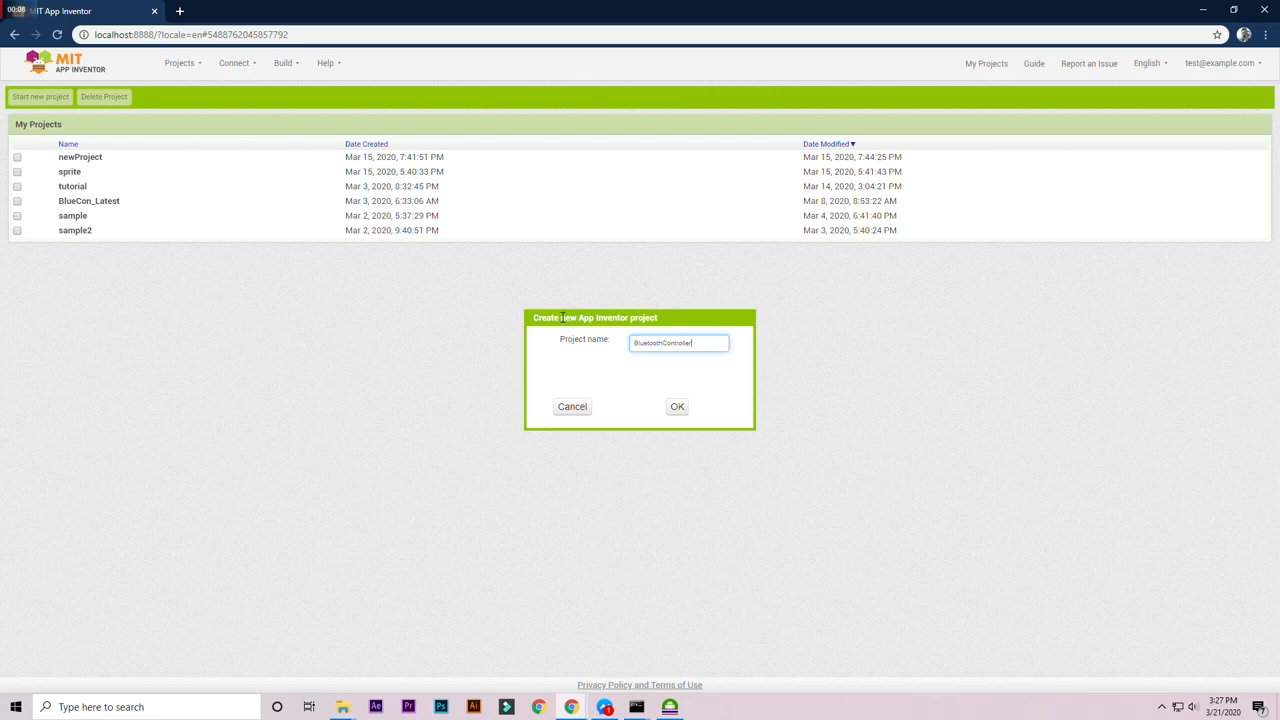 00:08
MIT App Inventor
localhost:8888/?locale=en#5488762045857792
MIT
APP INVENTOR
Projects
Connect
Build
Help
My Projects
Guide
Report an Issue
English
test@example.com
Start new project
Delete Project
My Projects
Name
Date Created
Date Modified
newProject
Mar 15, 2020, 7:41:51 PM
Mar 15, 2020, 7:44:25 PM
sprite
Mar 15, 2020, 5:40:33 PM
Mar 15, 2020, 5:41:43 PM
tutorial
Mar 3, 2020, 8:32:45 PM
Mar 14, 2020, 3:04:21 PM
BlueCon_Latest
Mar 3, 2020, 6:33:06 AM
Mar 8, 2020, 8:53:22 AM
sample
Mar 2, 2020, 5:37:29 PM
Mar 4, 2020, 6:41:40 PM
sample2
Mar 2, 2020, 9:40:51 PM
Mar 3, 2020, 5:40:24 PM
Create new App Inventor project
Project name:
BluetoothController
Cancel
OK
Privacy Policy and Terms of Use
Type here to search
Ae
Pr
Ps
Ai
1
3:27 PM
3/21/2020